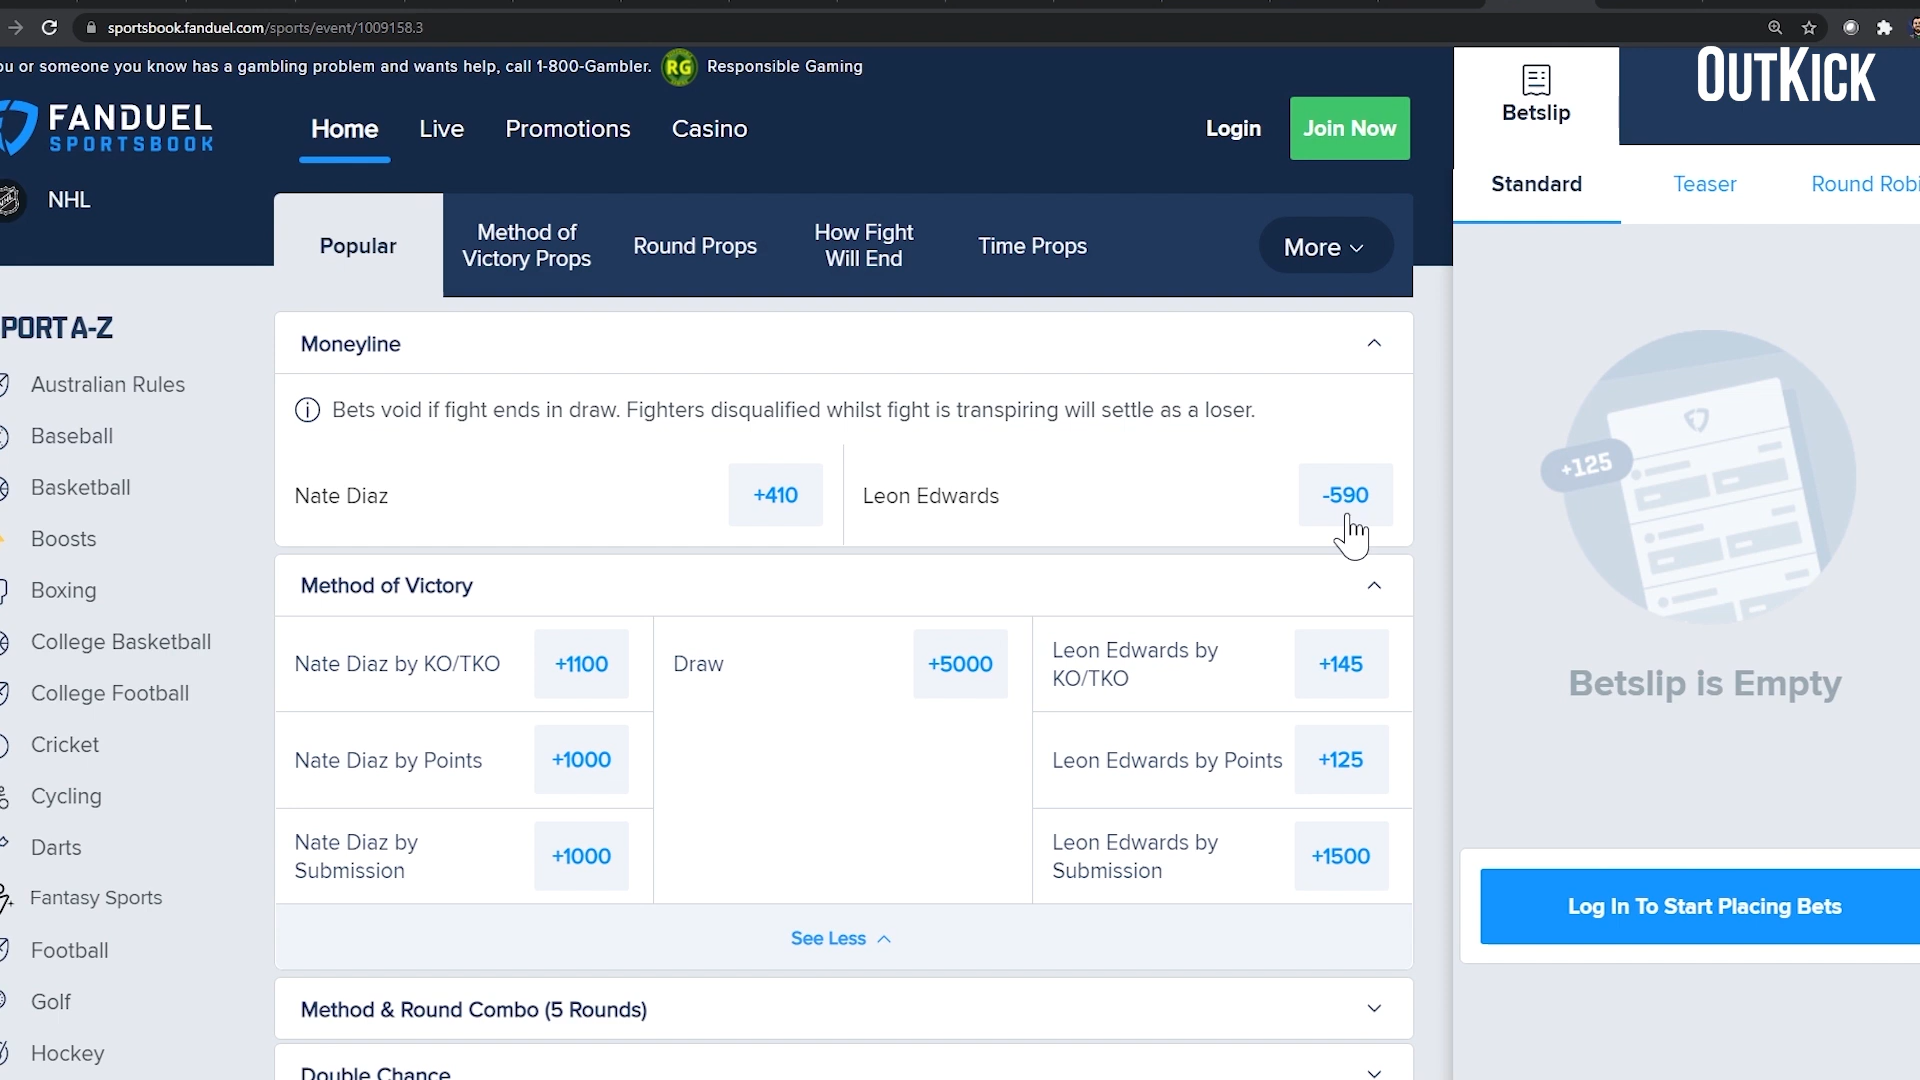 sportsbook.fanduel.com/sports/event/1009158.3
ou or someone you know has a gambling problem and wants help, call 1-800-Gambler. RG Responsible Gaming
OUTKICK
FANDUEL
SPORTSBOOK
Home Live Promotions Casino
Login Join Now
Betslip
NHL
Standard Teaser Round Robi
Popular
Method of
Victory Props
Round Props
How Fight
Will End
Time Props
More
PORT A-Z
Australian Rules
Baseball
Basketball
Boosts
Boxing
College Basketball
College Football
Cricket
Cycling
Darts
Fantasy Sports
Football
Golf
Hockey
Moneyline
Bets void if fight ends in draw. Fighters disqualified whilst fight is transpiring will settle as a loser.
Nate Diaz +410 Leon Edwards -590
Method of Victory
Nate Diaz by KO/TKO +1100
Draw +5000
Leon Edwards by
KO/TKO
+145
Nate Diaz by Points +1000
Leon Edwards by Points +125
Nate Diaz by
Submission
+1000
Leon Edwards by
Submission
+1500
See Less
Method & Round Combo (5 Rounds)
Double Chance
+125
Betslip is Empty
Log In To Start Placing Bets